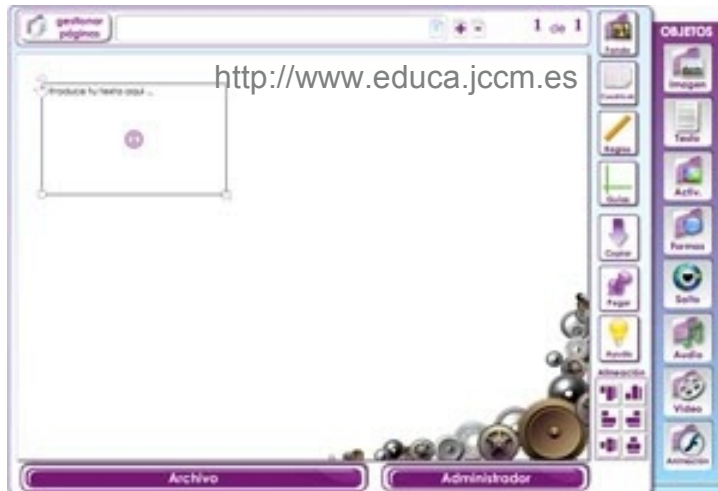 gestionar
páginas
1 de 1
http://www.educa.jccm.es
Introduce tu texto aquí ...
Fondo
Cuadrícula
Reglas
Guías
Copiar
Pegar
Ayuda
Alineación
OBJETOS
Imagen
Texto
Activ.
Formas
Salto
Audio
Video
Animación
Archivo
Administrador